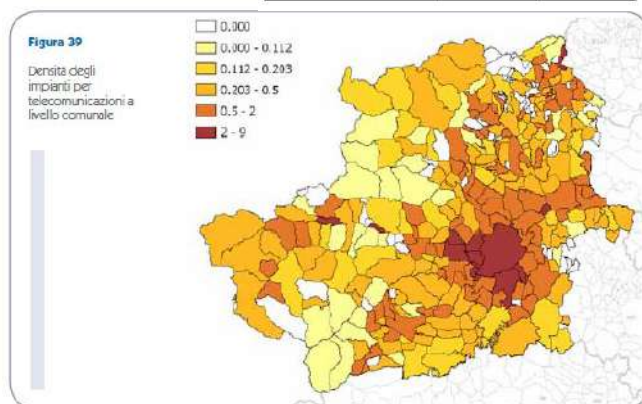 Figura 39
Densità degli
impianti per
telecomunicazioni a
livello comunale
0.000
0.000 - 0.112
0.112 - 0.203
0.203 - 0.5
0.5 - 2
2 - 9